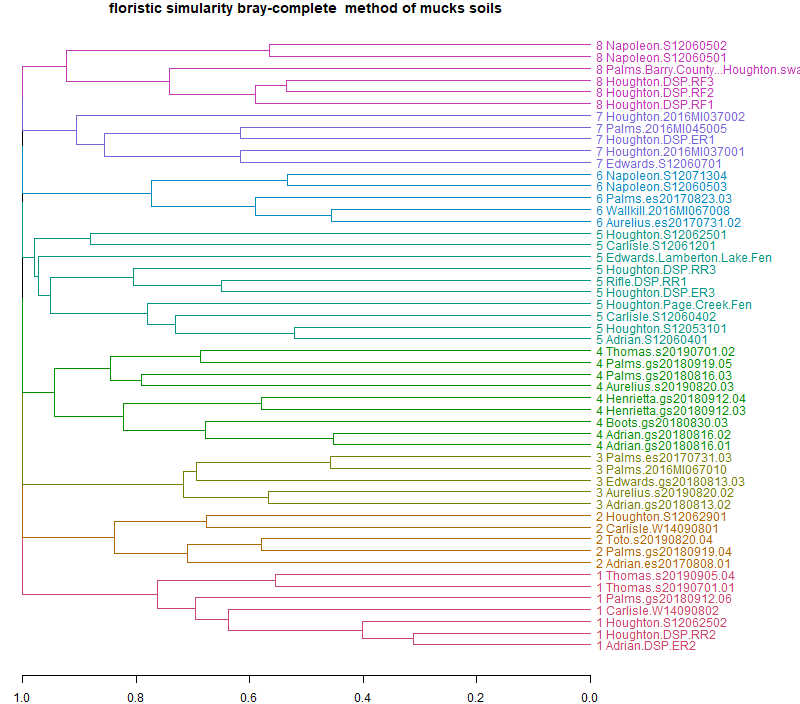 floristic simularity bray-complete method of mucks soils
8 Napoleon.S12060502
8 Napoleon.S12060501
8 Palms.Barry.County...Houghton.swa
8 Houghton.DSP.RF3
8 Houghton.DSP.RF2
8 Houghton.DSP.RF1
7 Houghton.2016MI037002
7 Palms.2016MI045005
7 Houghton.DSP.ER1
7 Houghton.2016MI037001
7 Edwards.S12060701
6 Napoleon.S12071304
6 Napoleon.S12060503
6 Palms.es20170823.03
6 Wallkill.2016MI067008
6 Aurelius.es20170731.02
5 Houghton.S12062501
5 Carlisle.S12061201
5 Edwards.Lamberton.Lake.Fen
5 Houghton.DSP.RR3
5 Rifle.DSP.RR1
5 Houghton.DSP.ER3
5 Houghton.Page.Creek.Fen
5 Carlisle.S12060402
5 Houghton.S12053101
5 Adrian.S12060401
4 Thomas.s20190701.02
4 Palms.gs20180919.05
4 Palms.gs20180816.03
4 Aurelius.s20190820.03
4 Henrietta.gs20180912.04
4 Henrietta.gs20180912.03
4 Boots.gs20180830.03
4 Adrian.gs20180816.02
4 Adrian.gs20180816.01
3 Palms.es20170731.03
3 Palms.2016MI067010
3 Edwards.gs20180813.03
3 Aurelius.s20190820.02
3 Adrian.gs20180813.02
2 Houghton.S12062901
2 Carlisle.W14090801
2 Toto.s20190820.04
2 Palms.gs20180919.04
2 Adrian.es20170808.01
1 Thomas.s20190905.04
1 Thomas.s20190701.01
1 Palms.gs20180912.06
1 Carlisle.W14090802
1 Houghton.S12062502
1 Houghton.DSP.RR2
1 Adrian.DSP.ER2
1.0 0.8 0.6 0.4 0.2 0.0